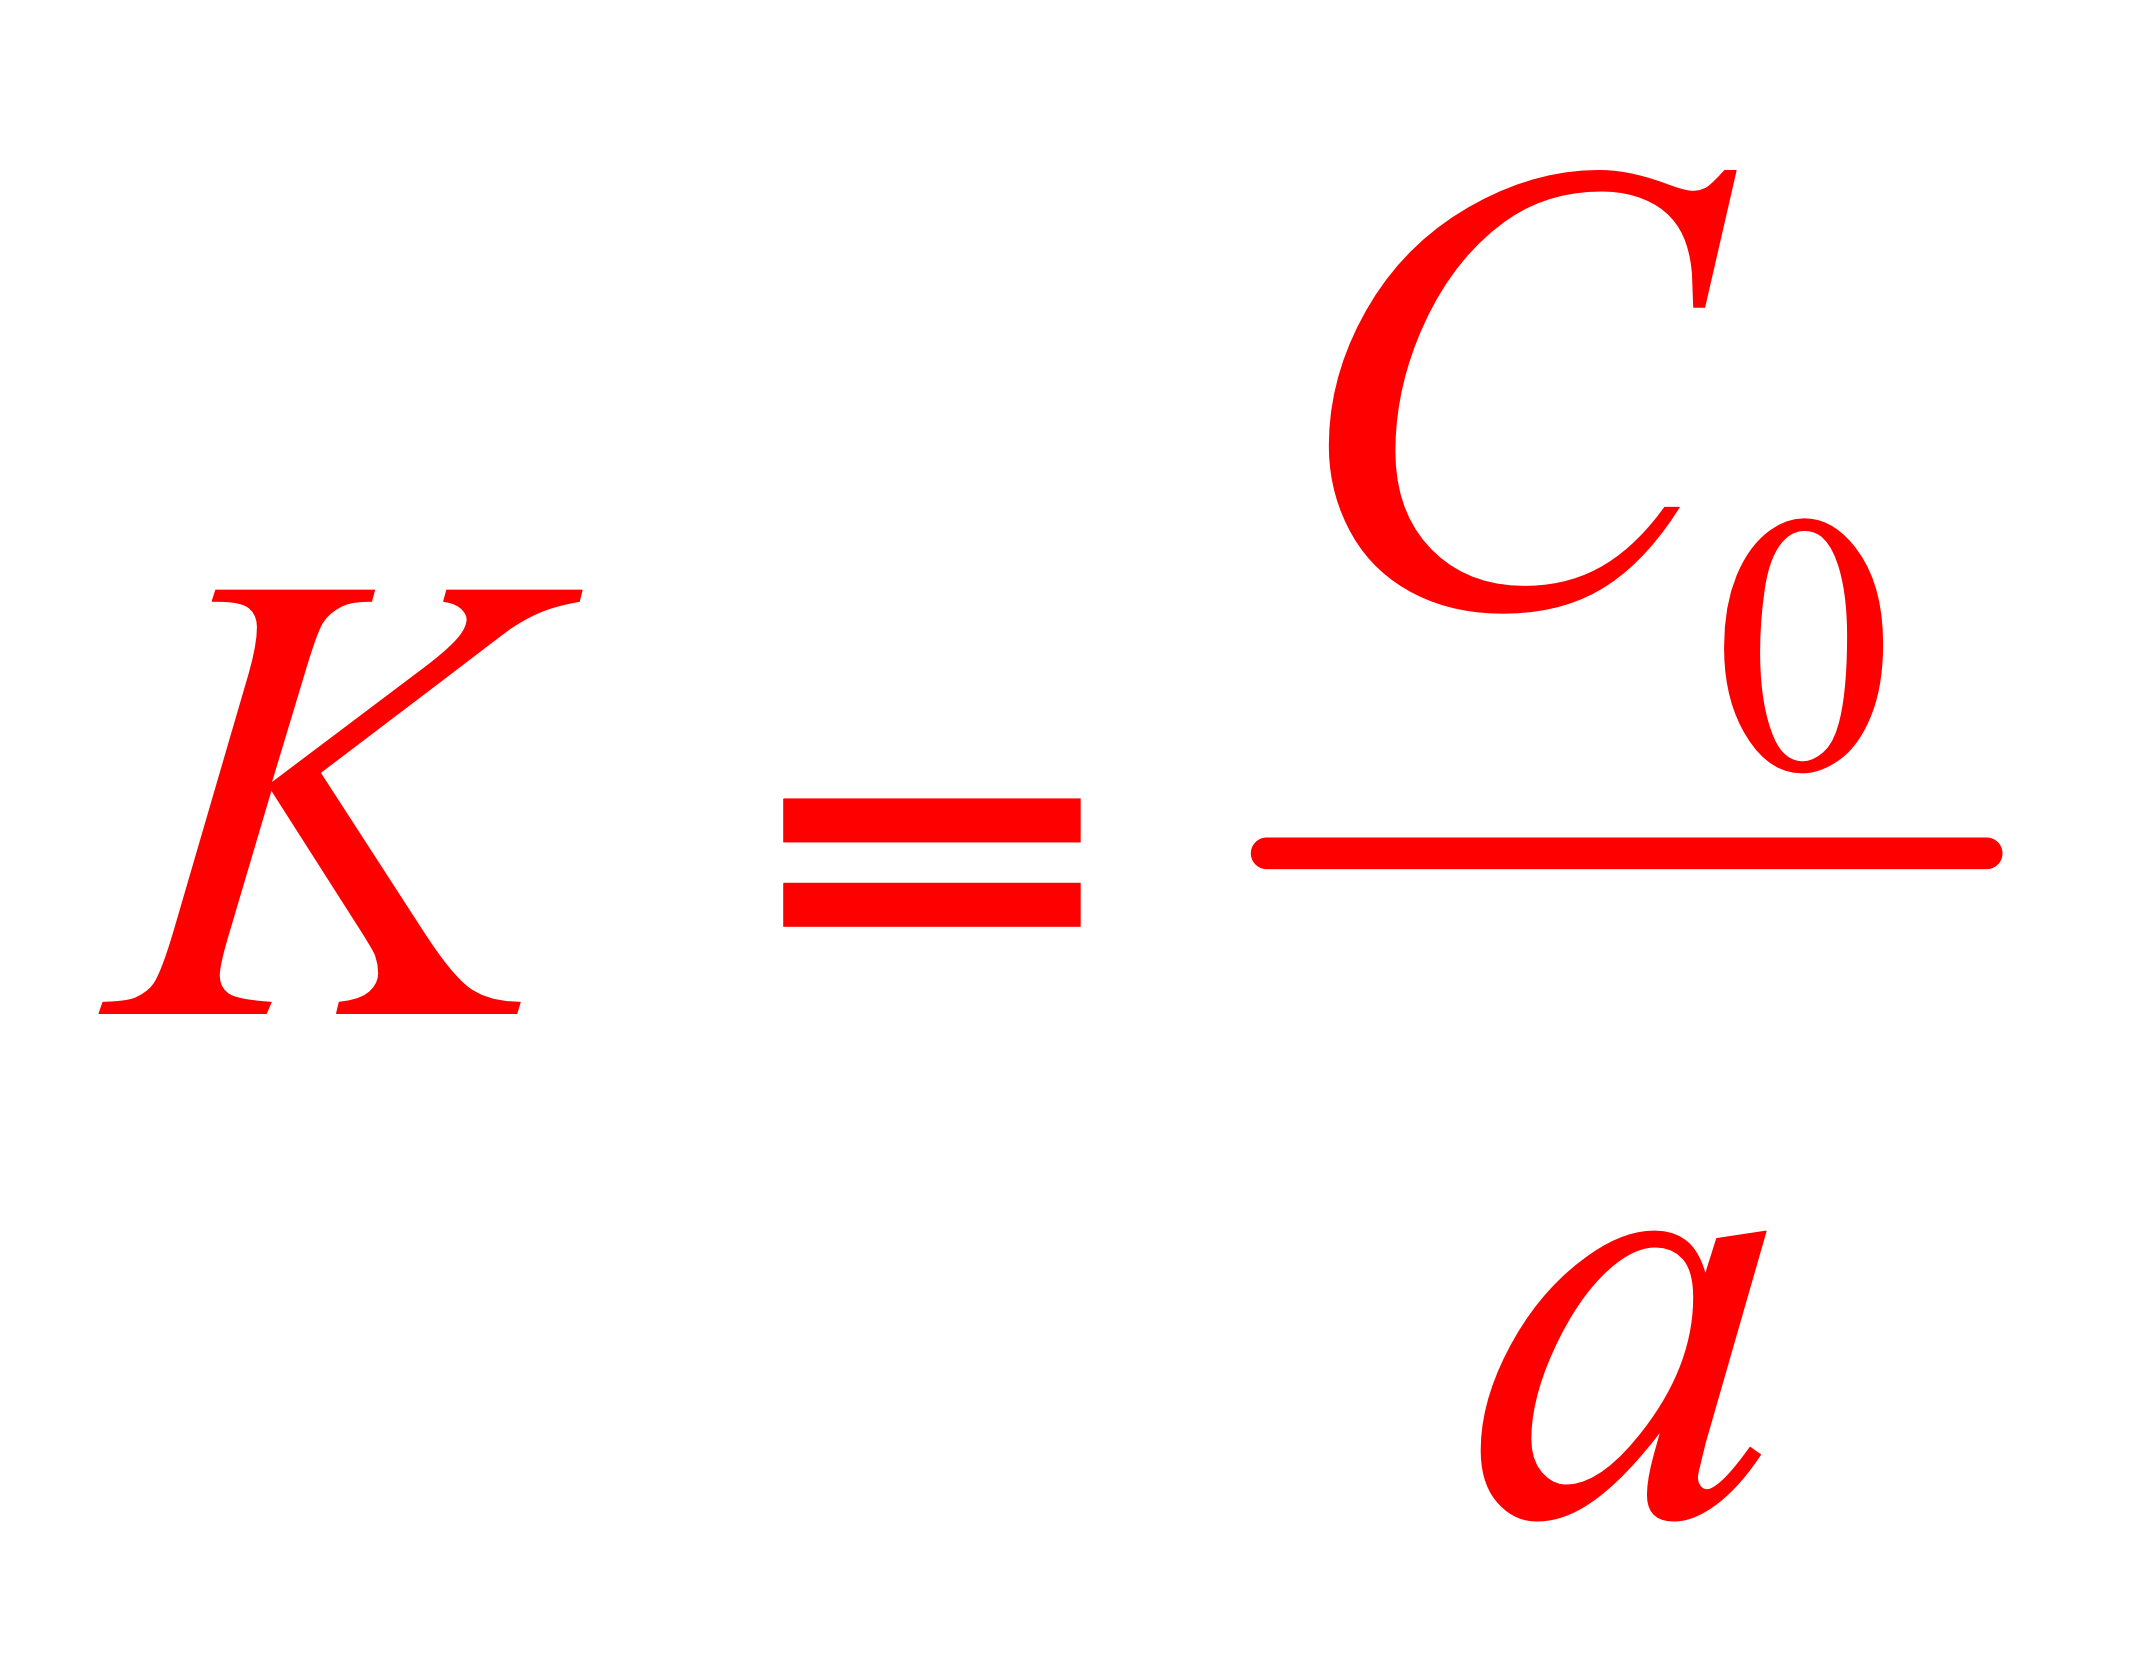 K = C₀ / a